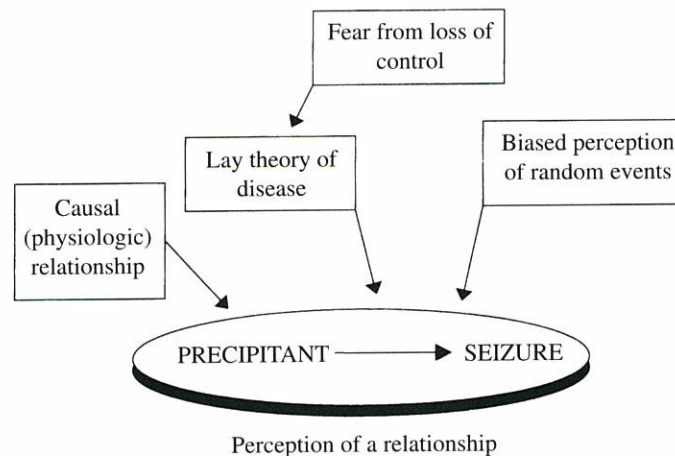 Fear from loss of
control
Lay theory of
disease
Biased perception
of random events
Causal
(physiologic)
relationship
PRECIPITANT
SEIZURE
Perception of a relationship